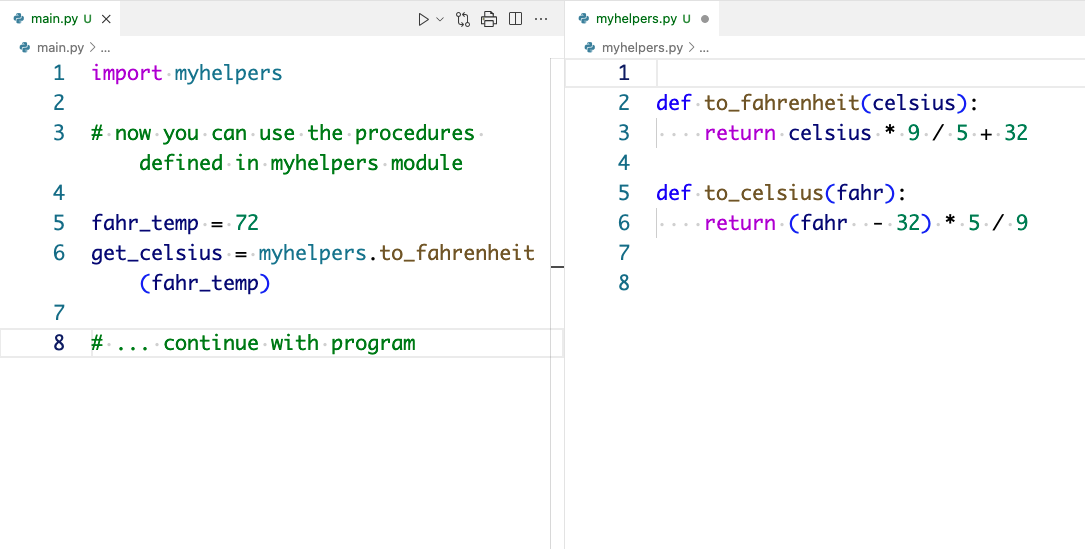 main.py U
main.py > ...
1 import myhelpers
2
3 # now you can use the procedures
defined in myhelpers module
4
5 fahr_temp = 72
6 get_celsius = myhelpers.to_fahrenheit
(fahr_temp)
7
8 # ... continue with program
myhelpers.py U
myhelpers.py > ...
1
2 def to_fahrenheit(celsius):
3     return celsius * 9 / 5 + 32
4
5 def to_celsius(fahr):
6     return (fahr  - 32) * 5 / 9
7
8